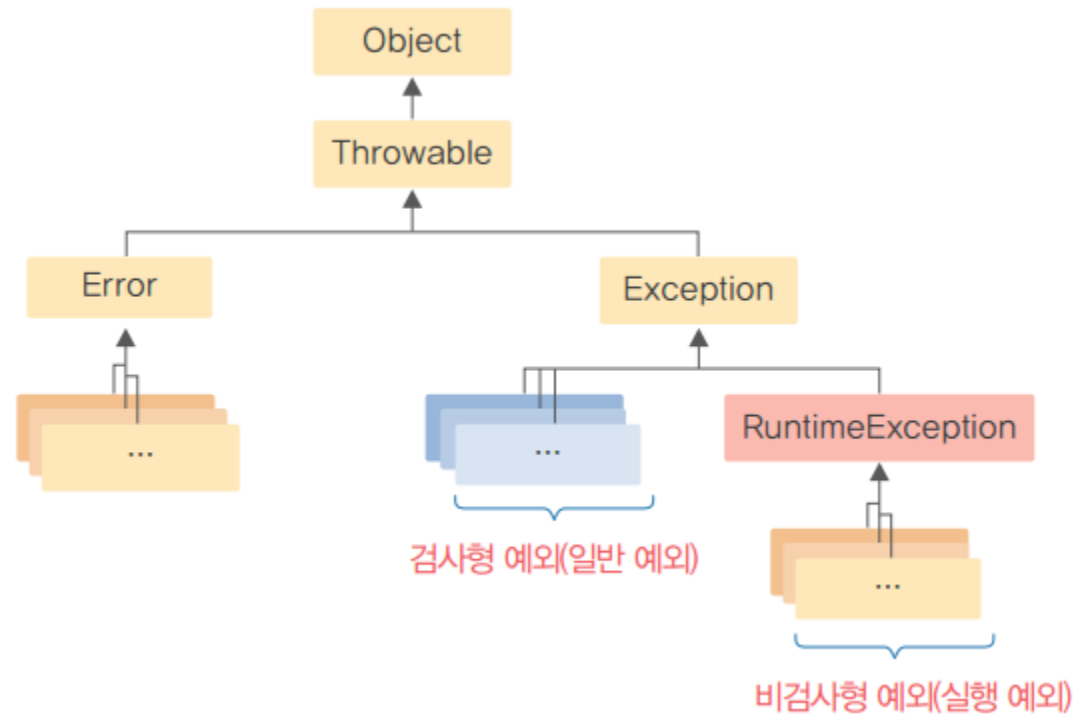 Object
Throwable
Error
Exception
...
...
RuntimeException
검사형 예외(일반 예외)
...
비검사형 예외(실행 예외)